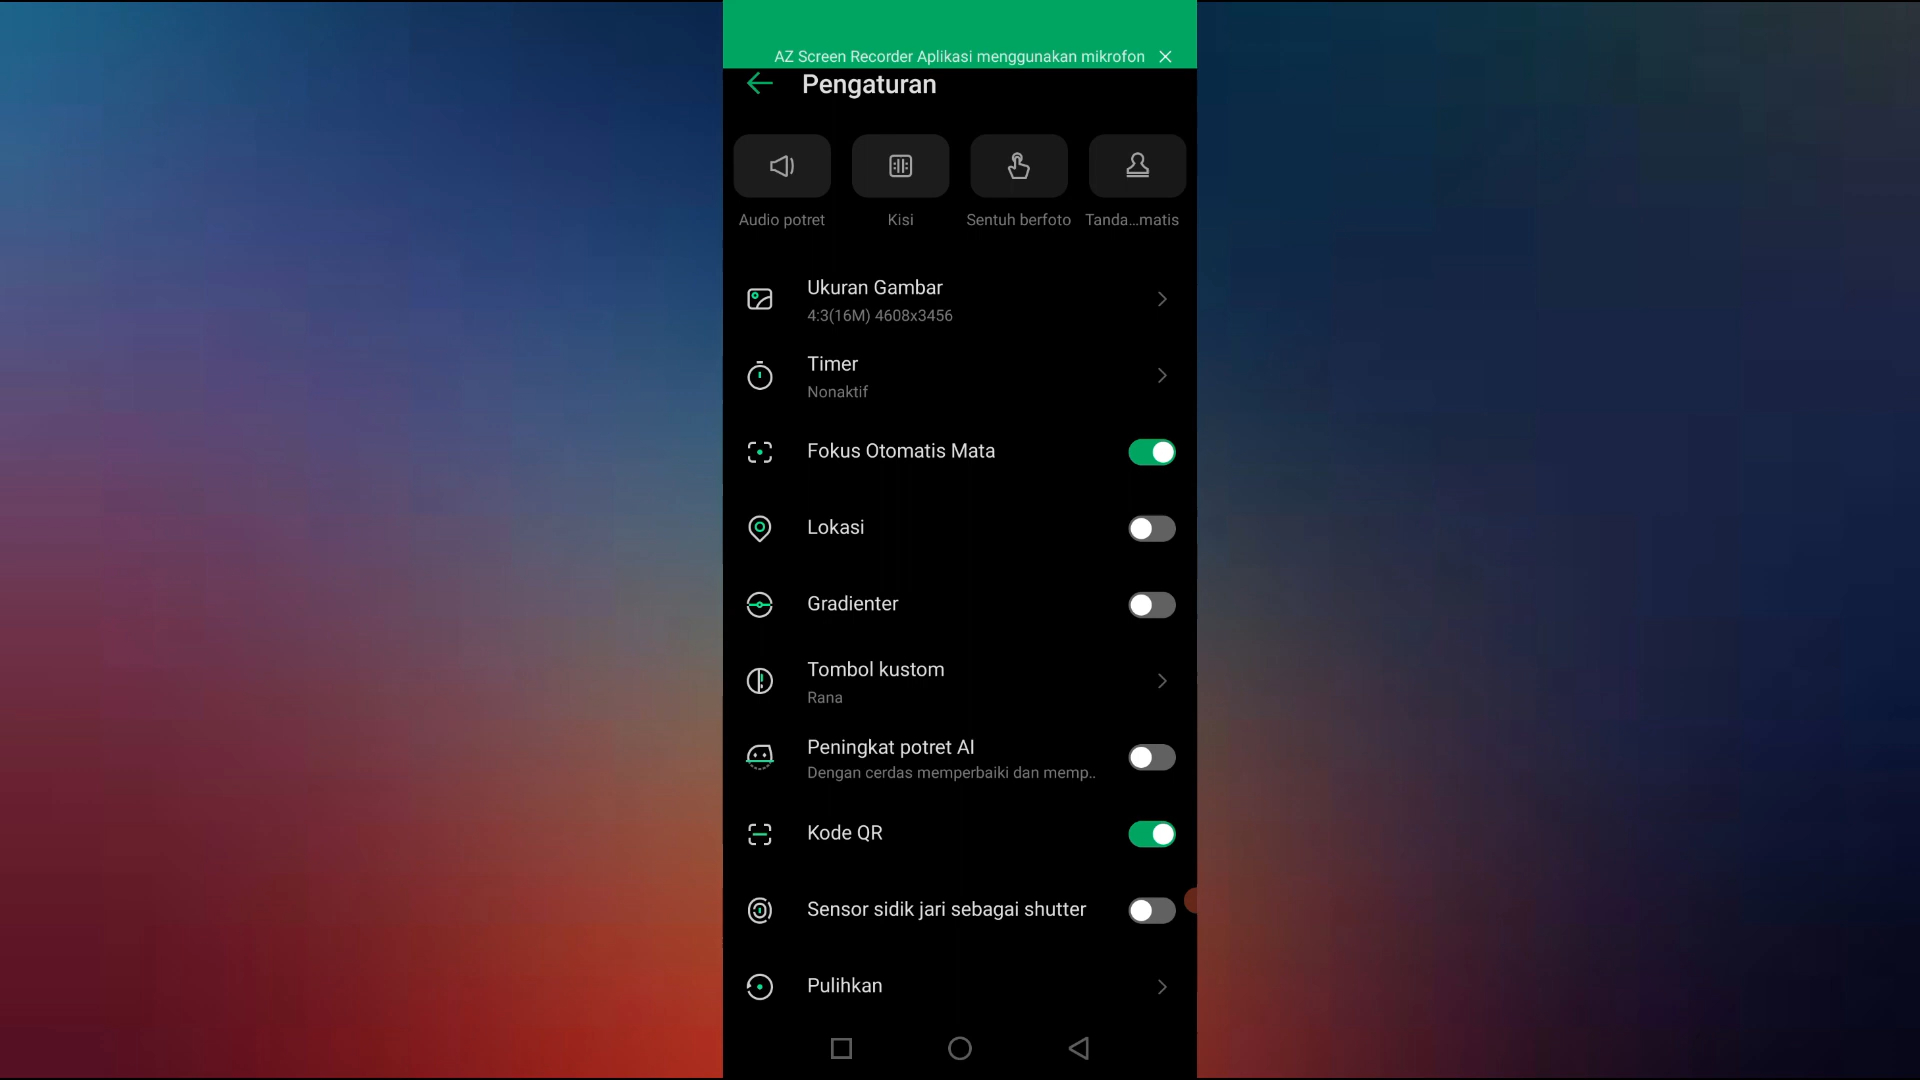 AZ Screen Recorder Aplikasi menggunakan mikrofon
Pengaturan
Audio potret
Kisi
Sentuh berfoto
Tanda...matis
Ukuran Gambar
4:3(16M) 4608x3456
Timer
Nonaktif
Fokus Otomatis Mata
Lokasi
Gradienter
Tombol kustom
Rana
Peningkat potret AI
Dengan cerdas memperbaiki dan memp..
Kode QR
Sensor sidik jari sebagai shutter
Pulihkan